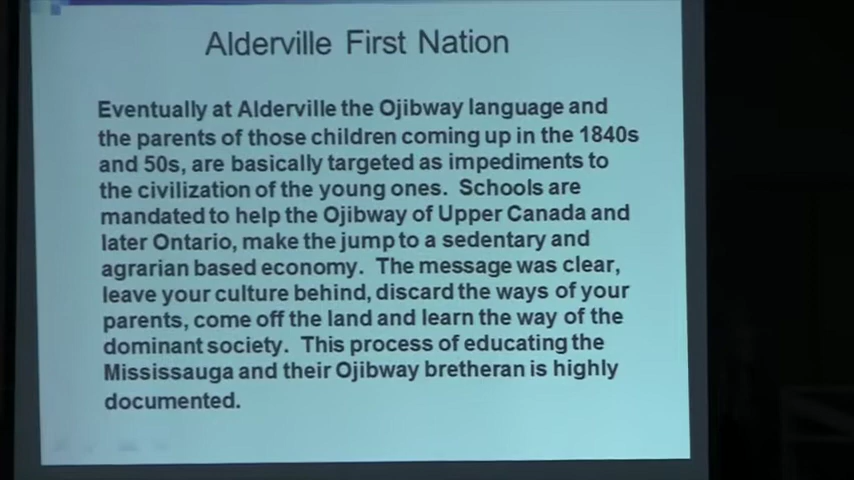 Alderville First Nation
Eventually at Alderville the Ojibway language and
the parents of those children coming up in the 1840s
and 50s, are basically targeted as impediments to
the civilization of the young ones.  Schools are
mandated to help the Ojibway of Upper Canada and
later Ontario, make the jump to a sedentary and
agrarian based economy.  The message was clear,
leave your culture behind, discard the ways of your
parents, come off the land and learn the way of the
dominant society.  This process of educating the
Mississauga and their Ojibway bretheran is highly
documented.